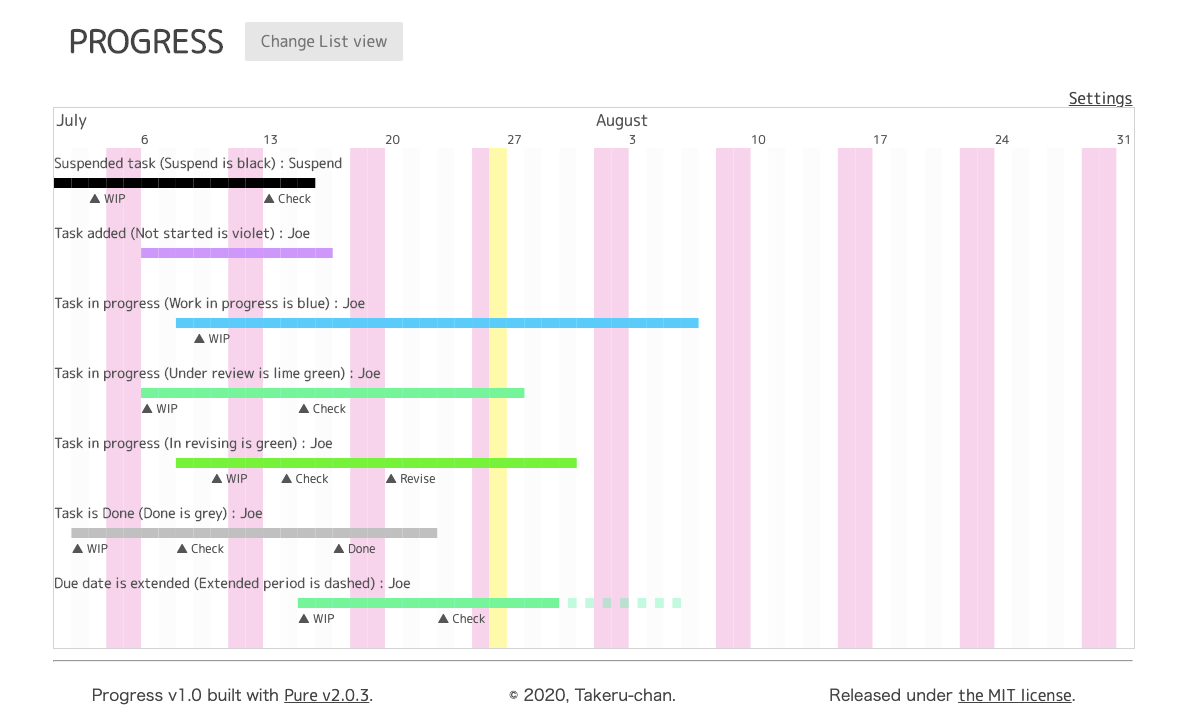 PROGRESS Change List view
Settings
July August
6 13 20 27 3 10 17 24 31
Suspended task (Suspend is black) : Suspend
▲ WIP ▲ Check
Task added (Not started is violet) : Joe
Task in progress (Work in progress is blue) : Joe
▲ WIP
Task in progress (Under review is lime green) : Joe
▲ WIP ▲ Check
Task in progress (In revising is green) : Joe
▲ WIP ▲ Check ▲ Revise
Task is Done (Done is grey) : Joe
▲ WIP ▲ Check ▲ Done
Due date is extended (Extended period is dashed) : Joe
▲ WIP ▲ Check
Progress v1.0 built with Pure v2.0.3. © 2020, Takeru-chan. Released under the MIT license.